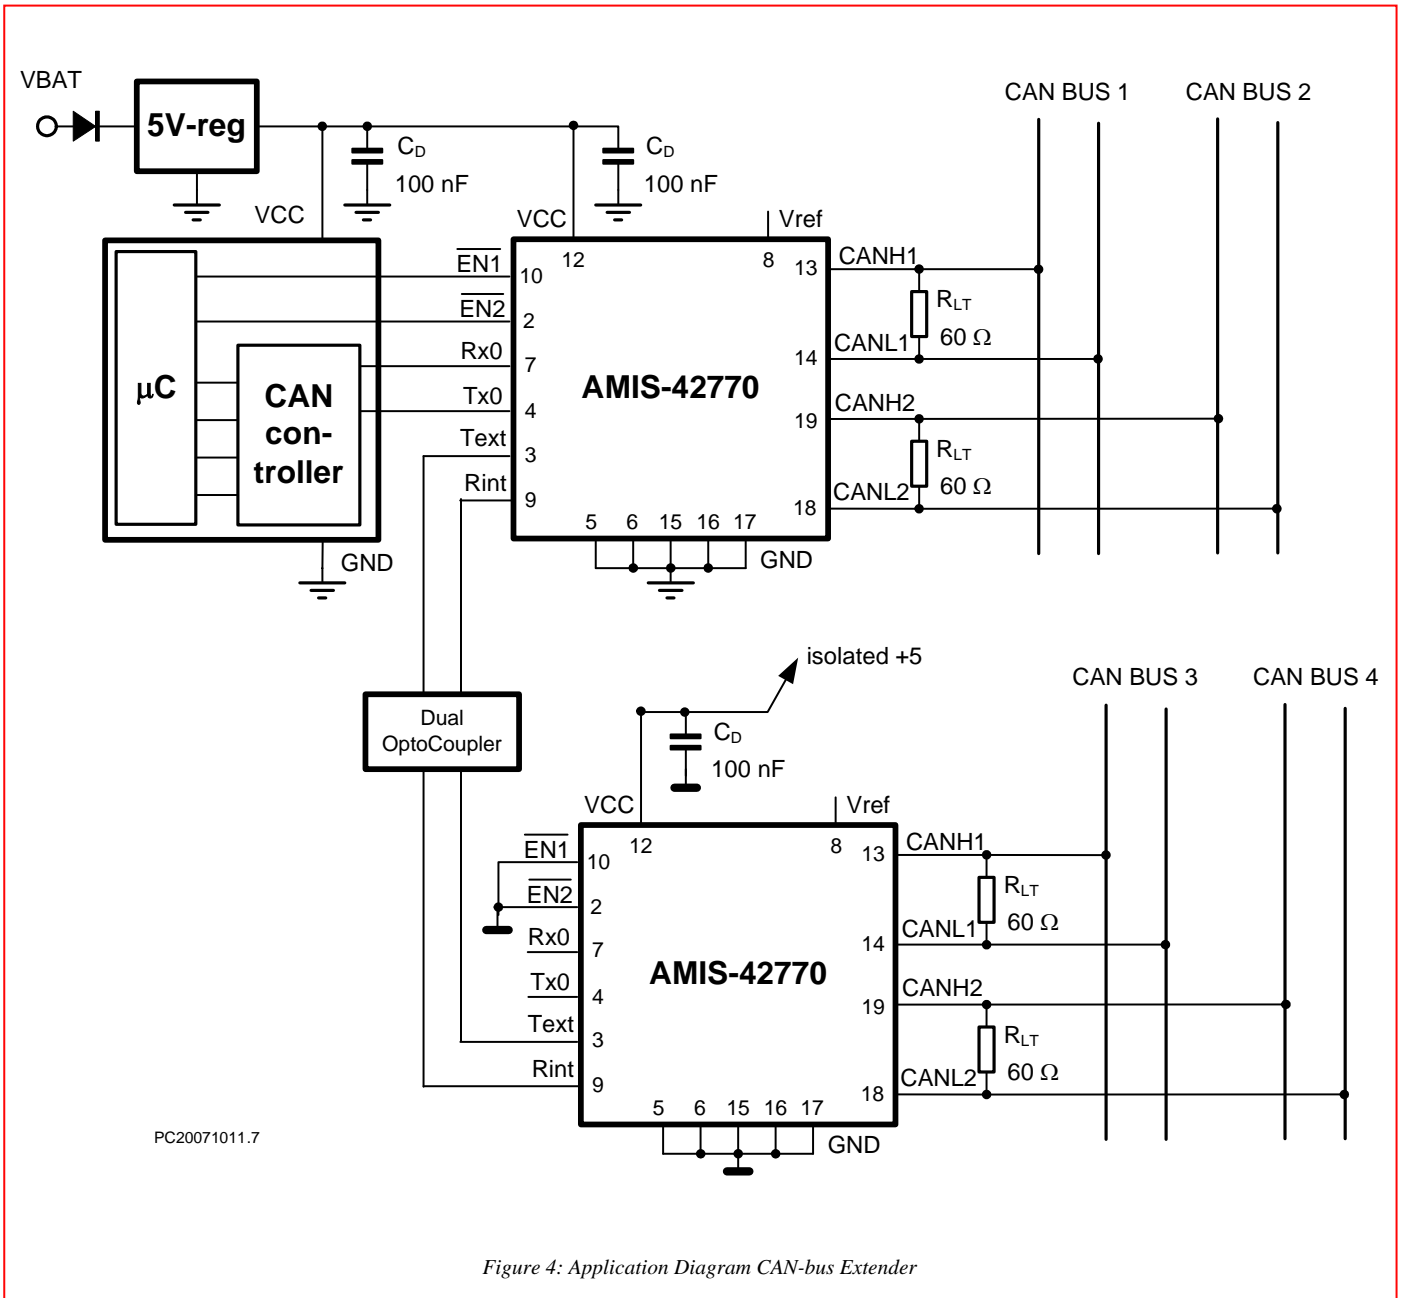 VBAT
5V-reg
CD
100 nF
CD
100 nF
CAN BUS 1
CAN BUS 2
VCC
VCC
Vref
12
8
μC
CAN
con-
troller
GND
EN1
10
EN2
2
Rx0
7
Tx0
4
Text
3
Rint
9
AMIS-42770
13
CANH1
RLT
60 Ω
14
CANL1
19
CANH2
RLT
60 Ω
18
CANL2
5
6
15
16
17
GND
Dual
OptoCoupler
isolated +5
CD
100 nF
CAN BUS 3
CAN BUS 4
VCC
Vref
12
8
EN1
10
EN2
2
Rx0
7
Tx0
4
Text
3
Rint
9
AMIS-42770
13
CANH1
RLT
60 Ω
14
CANL1
19
CANH2
RLT
60 Ω
18
CANL2
5
6
15
16
17
GND
PC20071011.7
Figure 4: Application Diagram CAN-bus Extender